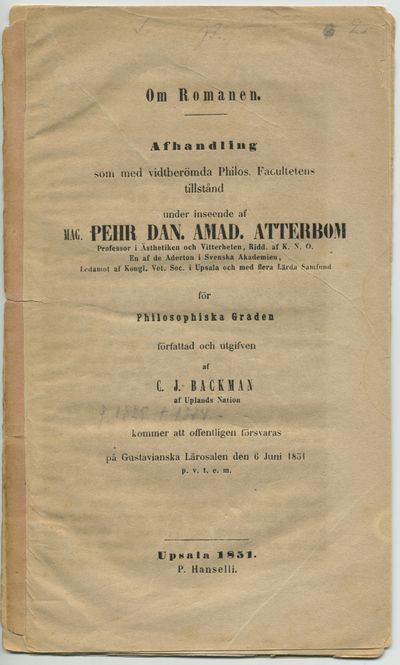 Om Romanen.
Afhandling
som med vidtberömda Philos. Facultetens
tillstånd
under inseende af
MAG. PEHR DAN. AMAD. ATTERBOM
Professor i Ästhetiken och Vitterheten, Ridd. af K. N. O.
En af de Aderton i Svenska Akademien,
Ledamot af Kongl. Vet. Soc. i Upsala och med flera Lärda Samfund
för
Philosophiska Graden
författad och utgifven
af
C. J. BACKMAN
af Uplands Nation
kommer att offentligen försvaras
på Gustavianska Lärosalen den 6 Juni 1851
p. v. t. e. m.
Upsala 1851.
P. Hanselli.